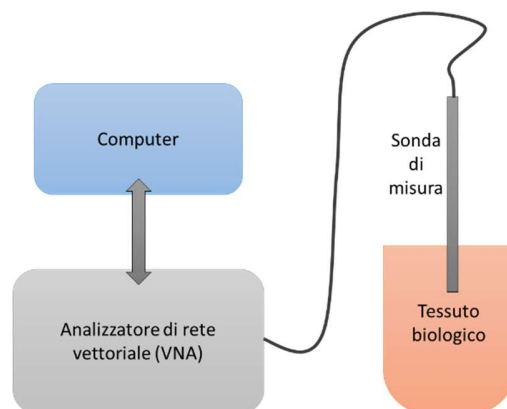 Computer
Sonda
di
misura
Analizzatore di rete
vettoriale (VNA)
Tessuto
biologico